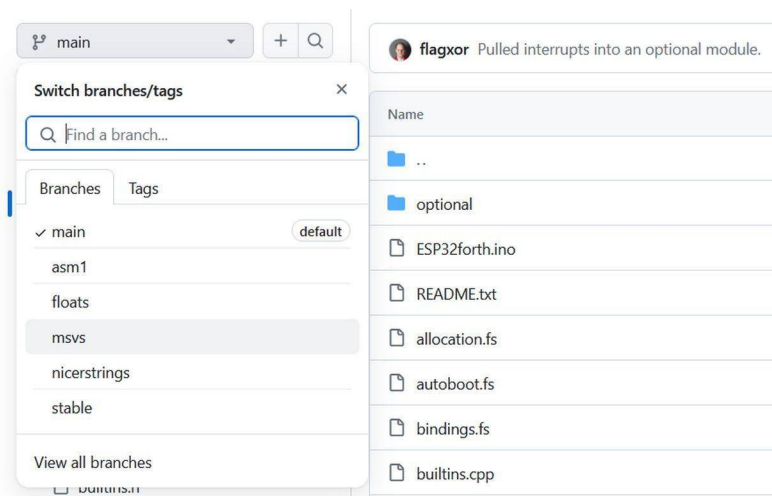 main
Switch branches/tags
Find a branch...
Branches Tags
main default
asm1
floats
msvs
nicerstrings
stable
View all branches
builtins.h
flagxor Pulled interrupts into an optional module.
Name
..
optional
ESP32forth.ino
README.txt
allocation.fs
autoboot.fs
bindings.fs
builtins.cpp